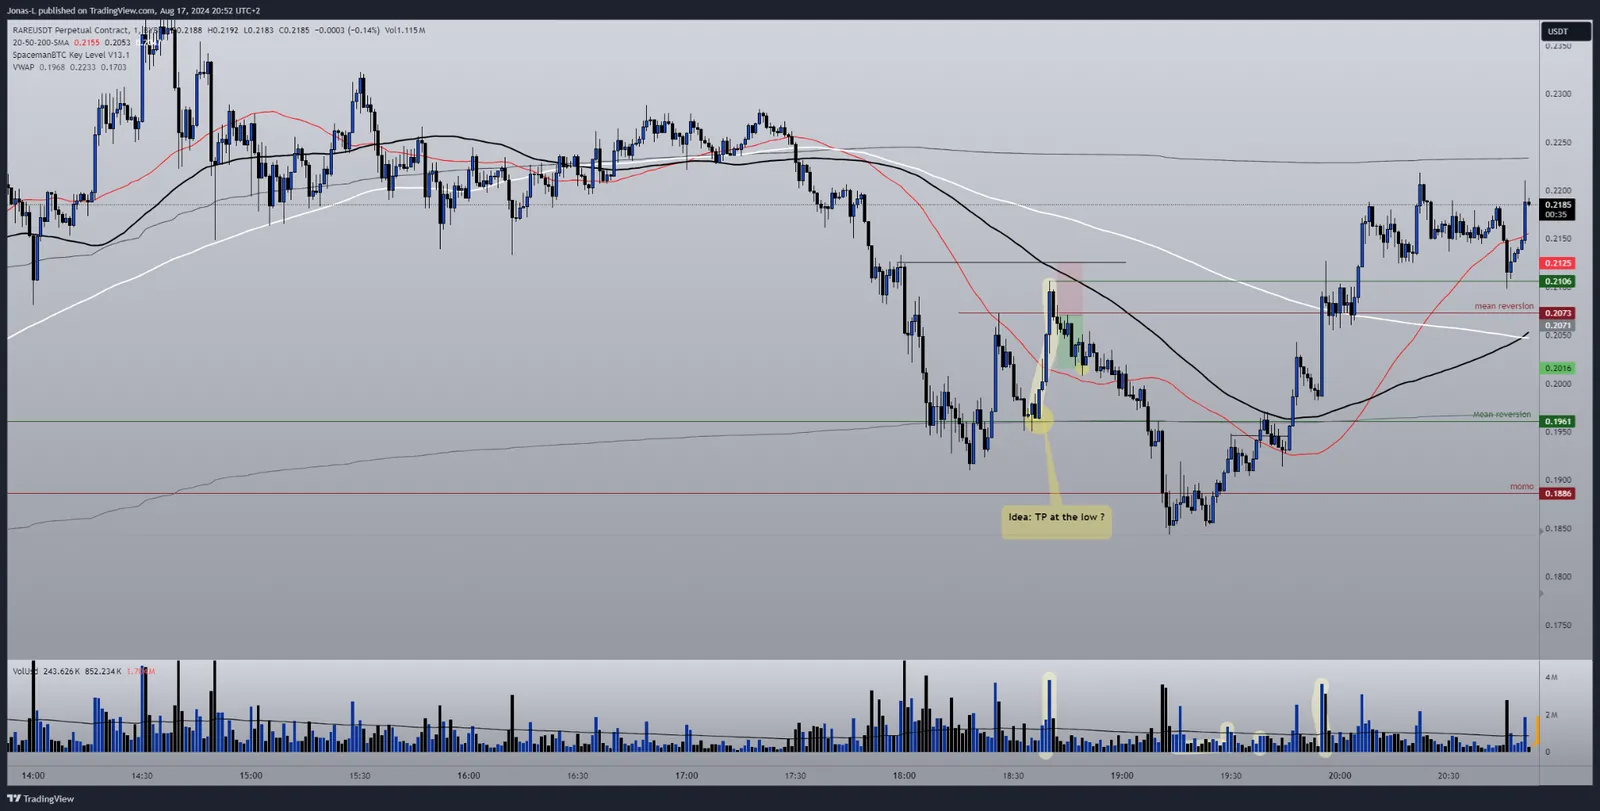 Jonas-L published on TradingView.com, Aug 17, 2024 20:52 UTC+2
RAREUSDT Perpetual Contract, 1, 0.2188 H0.2192 L0.2183 C0.2185 −0.0003 (−0.14%) Vol1.115M
20-50-200-SMA 0.2155 0.2053
SpacemanBTC Key Level V13.1
VWAP 0.1968 0.2233 0.1703
USDT
0.2350
0.2300
0.2250
0.2200
0.2185
00:35
0.2150
0.2125
0.2106
0.2100
mean reversion
0.2073
0.2071
0.2050
0.2016
0.2000
Mean reversion
0.1961
0.1950
0.1900
momo
0.1886
Idea: TP at the low ?
0.1850
0.1800
0.1750
VolUsd 243.626K 852.234K
4M
2M
0
14:00 14:30 15:00 15:30 16:00 16:30 17:00 17:30 18:00 18:30 19:00 19:30 20:00 20:30
TradingView